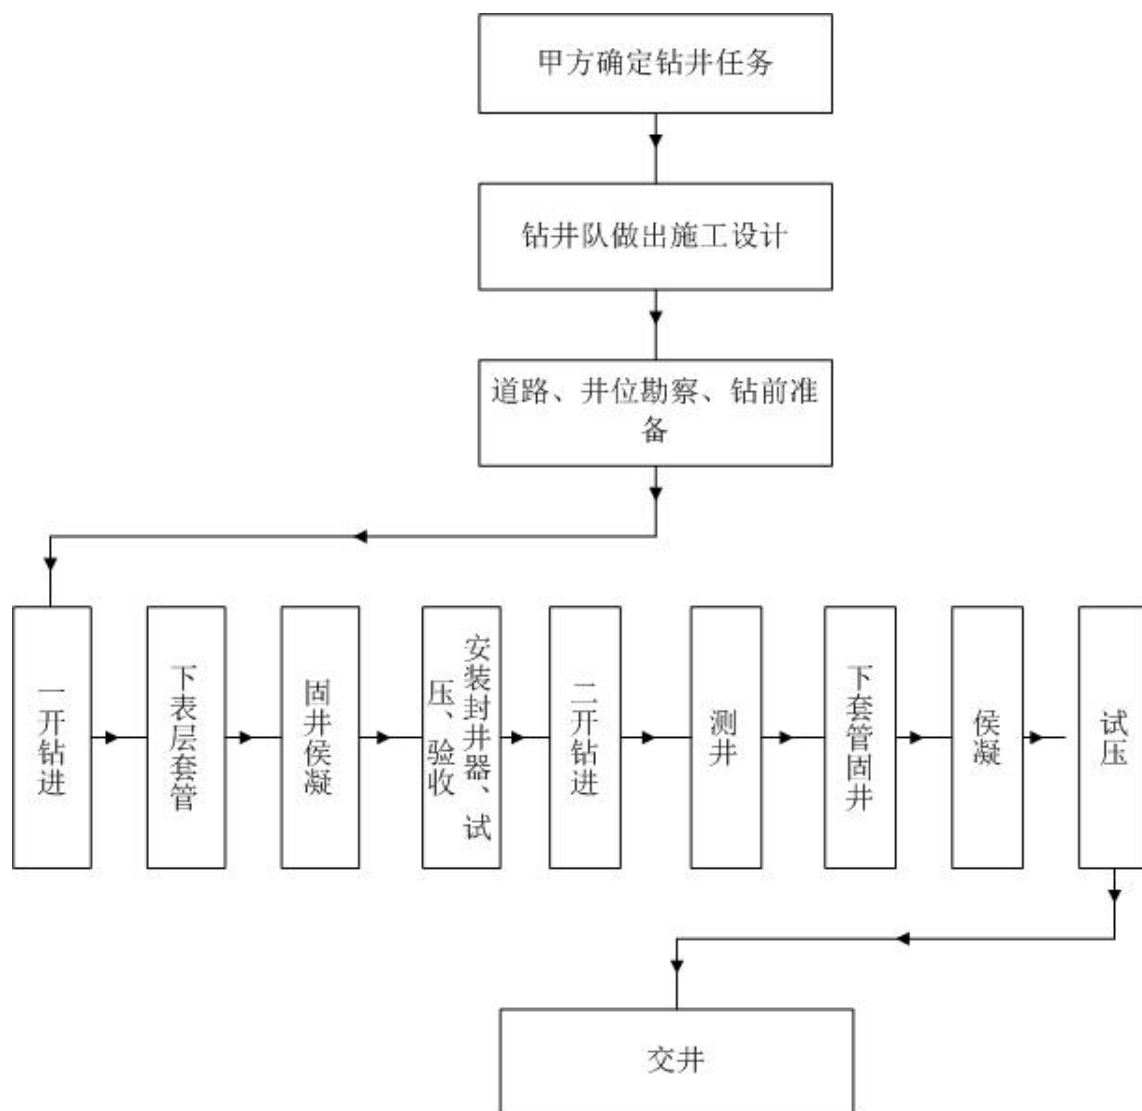 甲方确定钻井任务
钻井队做出施工设计
道路、井位勘察、钻前准
备
一开钻进
下表层套管
固井侯凝
安装封井器、试
压、验收
二开钻进
测井
下套管固井
侯凝
试压
交井